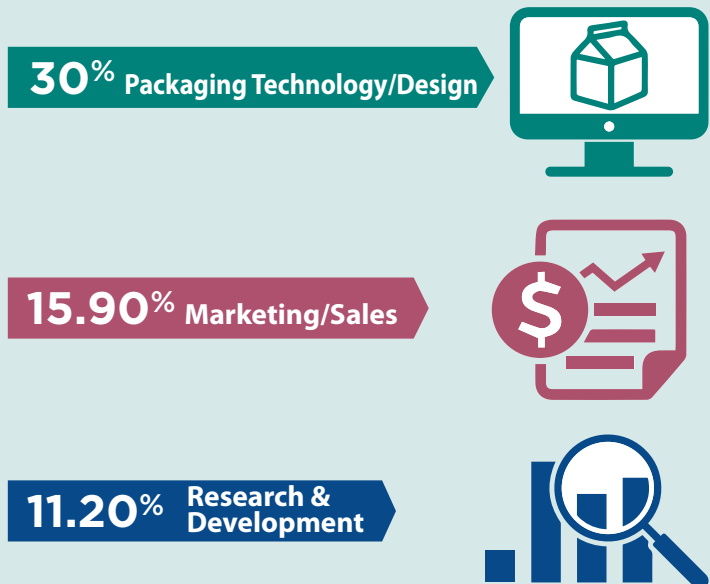 30% Packaging Technology/Design
$
15.90% Marketing/Sales
11.20% Research &
Development